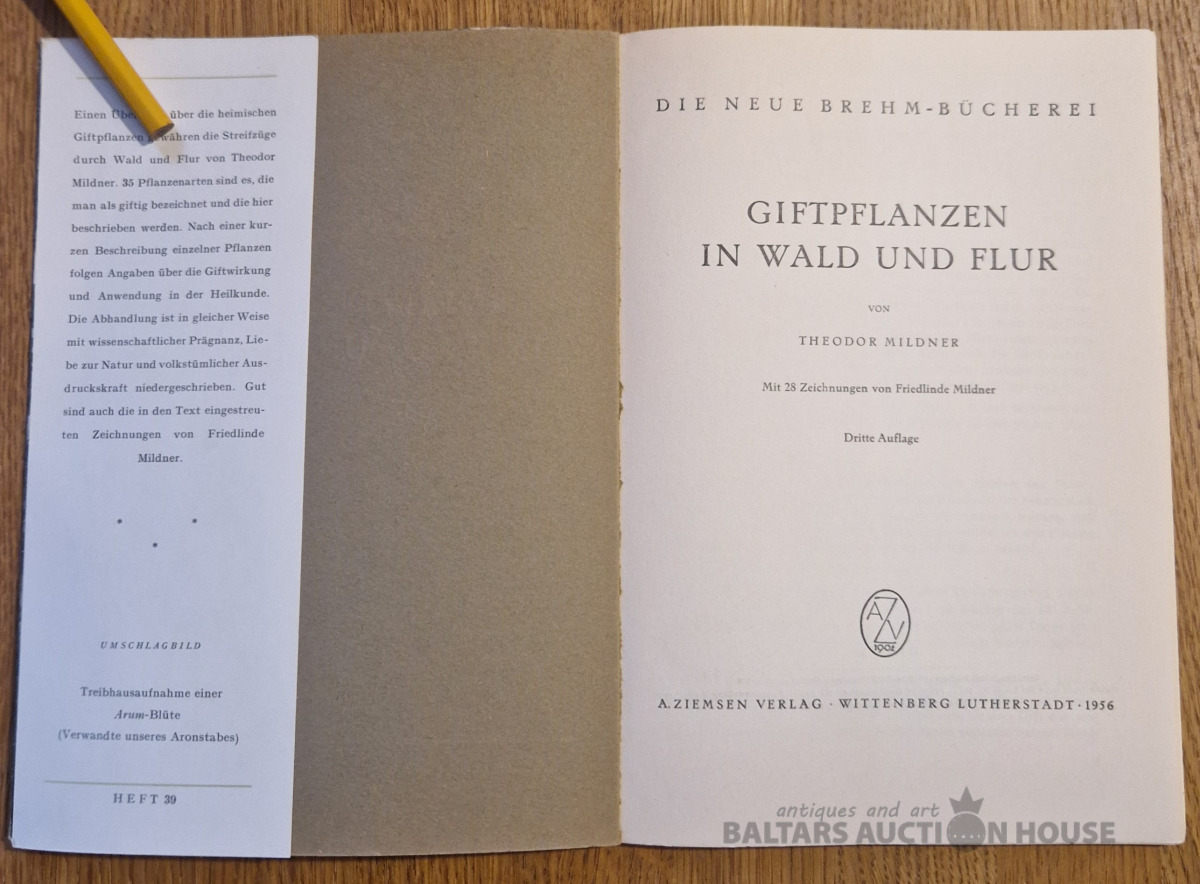 Einen über die heimischen
Giftpflanzen gewähren die Streifzüge
durch Wald und Flur von Theodor
Mildner. 35 Pflanzenarten sind es, die
man als giftig bezeichnet und die hier
beschrieben werden. Nach einer kur-
zen Beschreibung einzelner Pflanzen
folgen Angaben über die Giftwirkung
und Anwendung in der Heilkunde.
Die Abhandlung ist in gleicher Weise
mit wissenschaftlicher Prägnanz, Lie-
be zur Natur und volkstümlicher Aus-
druckskraft niedergeschrieben. Gut
sind auch die in den Text eingestreu-
ten Zeichnungen von Friedlinde
Mildner.
UMSCHLAGBILD
Treibhausaufnahme einer
Arum-Blüte
(Verwandte unseres Aronstabes)
HEFT 39
DIE NEUE BREHM-BÜCHEREI
GIFTPFLANZEN
IN WALD UND FLUR
VON
THEODOR MILDNER
Mit 28 Zeichnungen von Friedlinde Mildner
Dritte Auflage
AZV
1902
A. ZIEMSEN VERLAG · WITTENBERG LUTHERSTADT · 1956
antiques and art
BALTARS AUCTION HOUSE